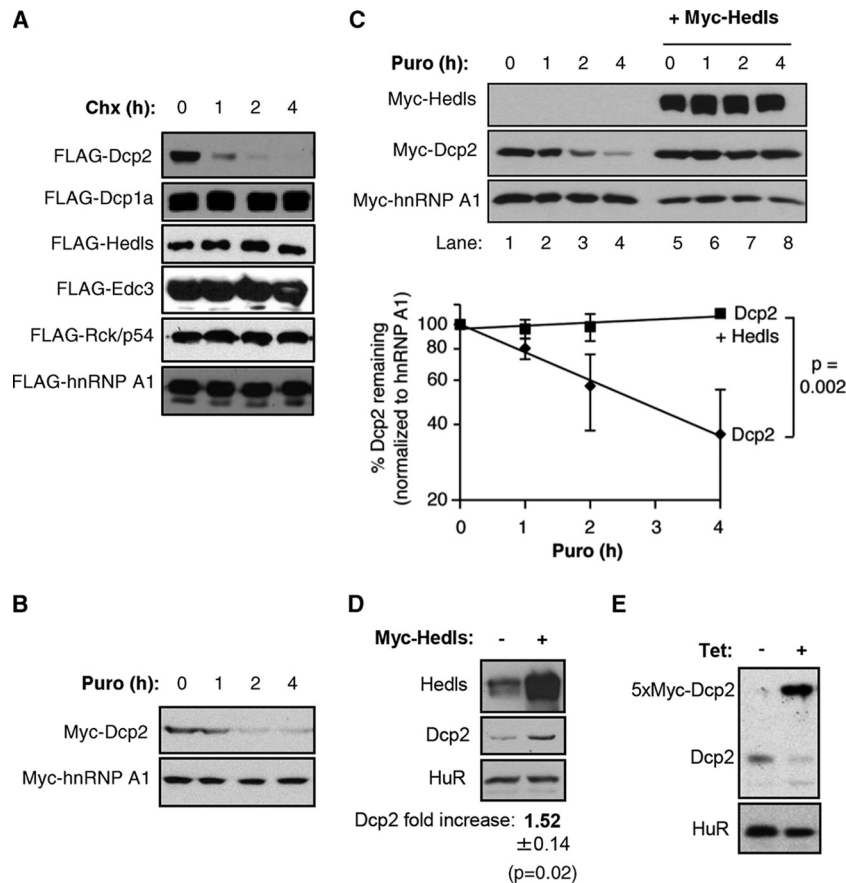 A
Chx (h): 0 1 2 4
FLAG-Dcp2
FLAG-Dcp1a
FLAG-Hedls
FLAG-Edc3
FLAG-Rck/p54
FLAG-hnRNP A1
C
+ Myc-Hedls
Puro (h): 0 1 2 4 0 1 2 4
Myc-Hedls
Myc-Dcp2
Myc-hnRNP A1
Lane: 1 2 3 4 5 6 7 8
% Dcp2 remaining
(normalized to hnRNP A1)
100
80
60
40
20
0 1 2 3 4
Puro (h)
Dcp2
+ Hedls
Dcp2
p =
0.002
B
Puro (h): 0 1 2 4
Myc-Dcp2
Myc-hnRNP A1
D
Myc-Hedls: - +
Hedls
Dcp2
HuR
Dcp2 fold increase: 1.52
±0.14
(p=0.02)
E
Tet: - +
5xMyc-Dcp2
Dcp2
HuR